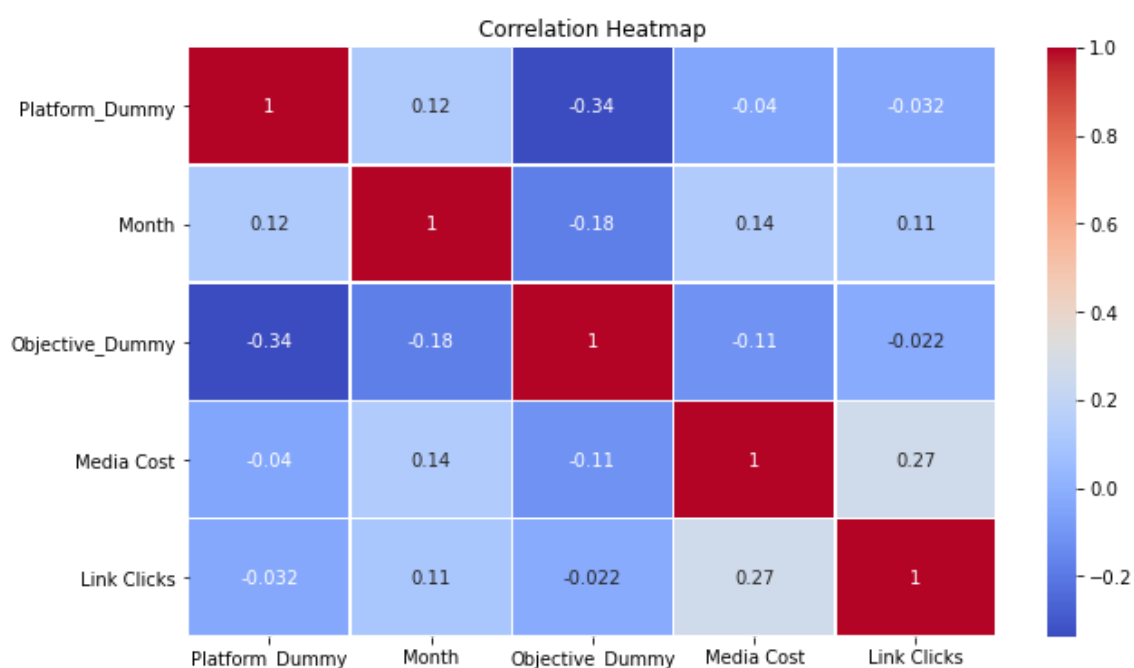 Correlation Heatmap
Platform_Dummy 1 0.12 -0.34 -0.04 -0.032
Month 0.12 1 -0.18 0.14 0.11
Objective_Dummy -0.34 -0.18 1 -0.11 -0.022
Media Cost -0.04 0.14 -0.11 1 0.27
Link Clicks -0.032 0.11 -0.022 0.27 1
Platform_Dummy Month Objective_Dummy Media Cost Link Clicks
1.0
0.8
0.6
0.4
0.2
0.0
−0.2